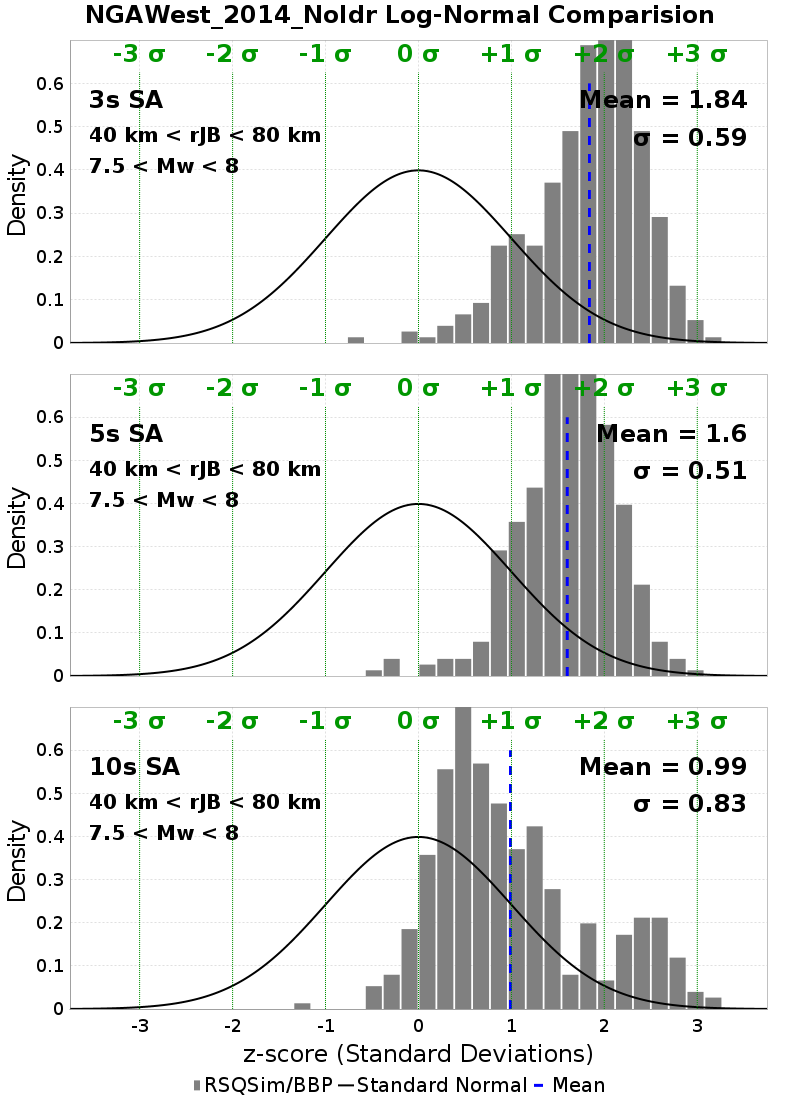 NGAWest_2014_NoIdr Log-Normal Comparision
-3 σ -2 σ -1 σ 0 σ +1 σ +2 σ +3 σ
3s SA
Mean = 1.84
40 km < rJB < 80 km
σ = 0.59
7.5 < Mw < 8
Density
0.6
0.5
0.4
0.3
0.2
0.1
0
-3 σ -2 σ -1 σ 0 σ +1 σ +2 σ +3 σ
5s SA
Mean = 1.6
40 km < rJB < 80 km
σ = 0.51
7.5 < Mw < 8
Density
0.6
0.5
0.4
0.3
0.2
0.1
0
-3 σ -2 σ -1 σ 0 σ +1 σ +2 σ +3 σ
10s SA
Mean = 0.99
40 km < rJB < 80 km
σ = 0.83
7.5 < Mw < 8
Density
0.6
0.5
0.4
0.3
0.2
0.1
0
-3 -2 -1 0 1 2 3
z-score (Standard Deviations)
RSQSim/BBP Standard Normal Mean